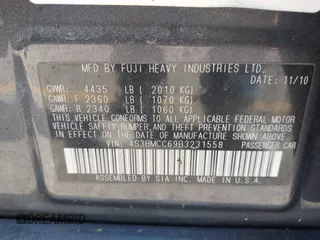 MFD BY FUJI HEAVY INDUSTRIES LTD.
DATE: 11/10
GVWR: 4435 LB ( 2010 KG)
GAWR: F 2360 LB ( 1070 KG)
GAWR: R 2340 LB ( 1060 KG)
THIS VEHICLE CONFORMS TO ALL APPLICABLE FEDERAL MOTOR
VEHICLE SAFETY, BUMPER, AND THEFT PREVENTION STANDARDS
IN EFFECT ON THE DATE OF MANUFACTURE SHOWN ABOVE.
VIN: 4S3BMCC69B3231558 PASSENGER CAR
ASSEMBLED BY SIA INC. IN U.S.A.